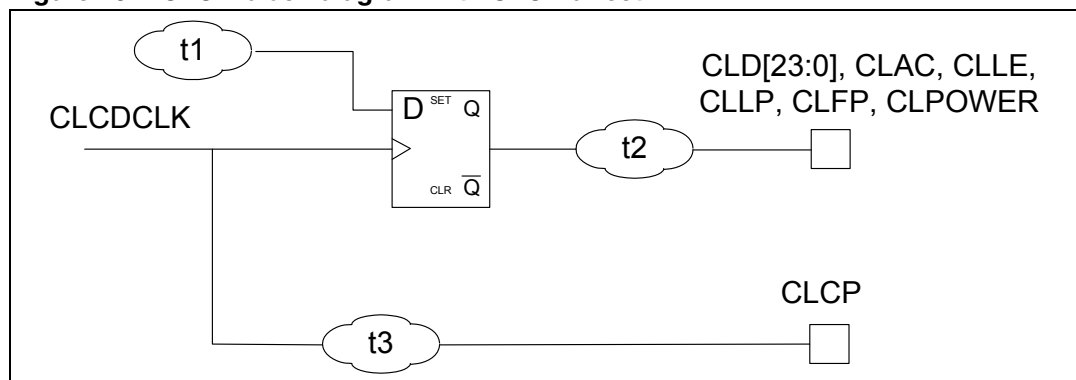 t1
CLD[23:0], CLAC, CLLE,
CLLP, CLFP, CLPOWER
CLCDCLK
D SET Q
t2
CLR Q̅
CLCP
t3